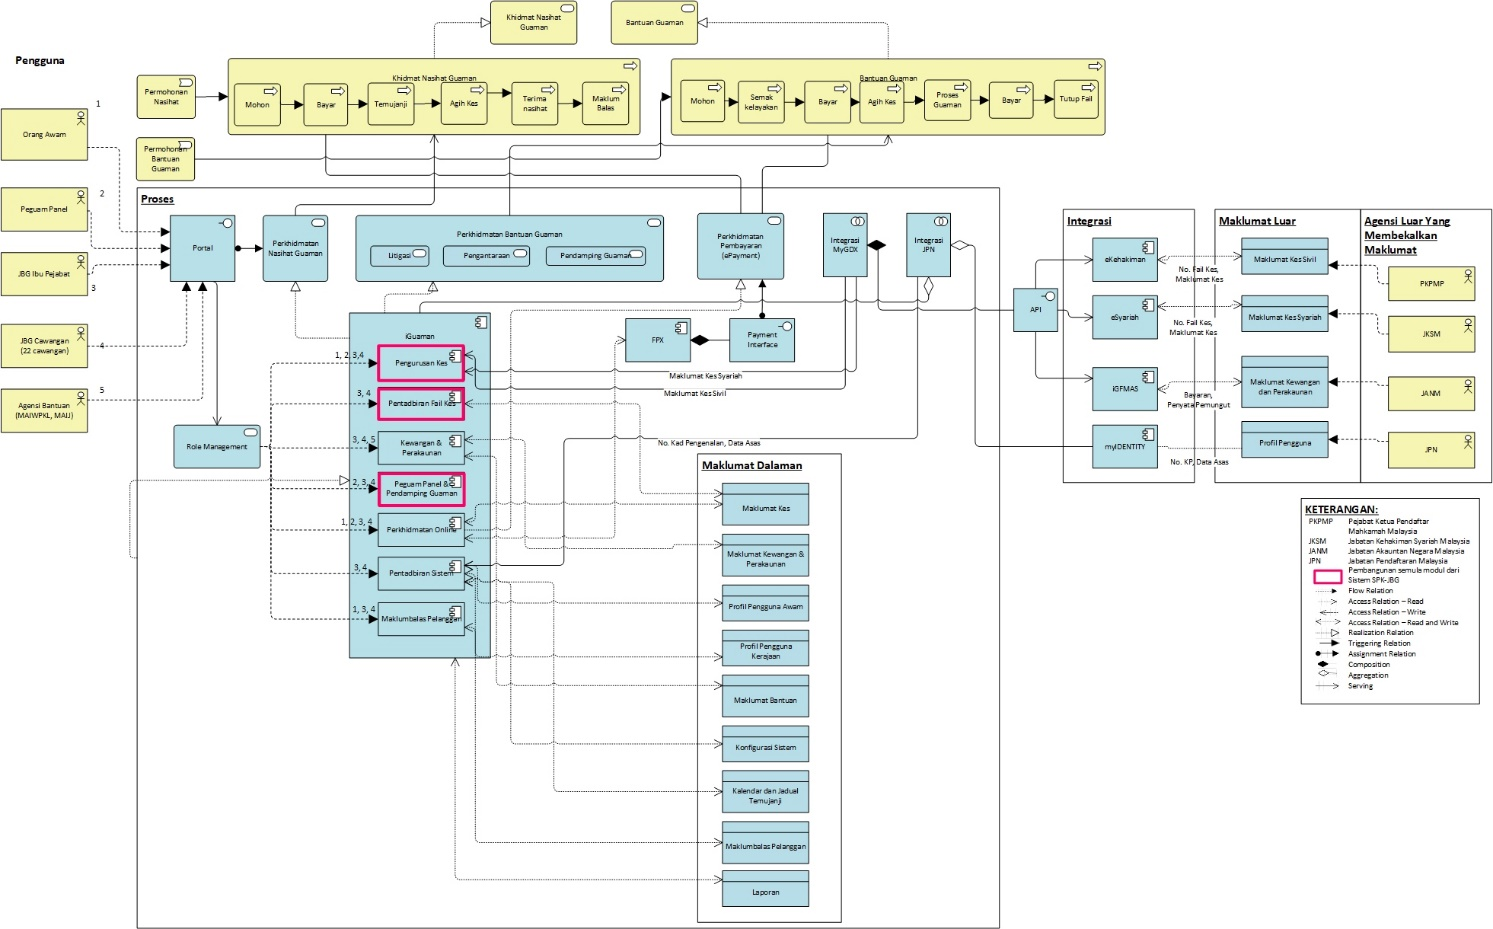 Khidmat Nasihat
Guaman
Bantuan Guaman
Pengguna
Khidmat Nasihat Guaman
Bantuan Guaman
Permohonan
Nasihat
Mohon
Bayar
Temujanji
Agih Kes
Terima
nasihat
Maklum
Balas
Mohon
Semak
kelayakan
Bayar
Agih Kes
Proses
Guaman
Bayar
Tutup Fail
1
Orang Awam
Permohonan
Bantuan
Guaman
2
Peguam Panel
JBG Ibu Pejabat
3
JBG Cawangan
(22 cawangan)
4
5
Agensi Bantuan
(MAIWPKL, MAIJ)
Proses
Portal
Perkhidmatan
Nasihat Guaman
Perkhidmatan Bantuan Guaman
Litigasi
Pengantaraan
Pendamping Guaman
Perkhidmatan
Pembayaran
(ePayment)
Integrasi
MyGDX
Integrasi
JPN
Role Management
iGuaman
1, 2, 3,4
Pengurusan Kes
3, 4
Pentadbiran Fail Kes
3, 4, 5
Kewangan &
Perakaunan
2, 3, 4
Peguam Panel &
Pendamping Guaman
1, 2, 3, 4
Perkhidmatan Online
3, 4
Pentadbiran Sistem
1, 3, 4
Maklumbalas Pelanggan
FPX
Payment
Interface
Maklumat Kes Syariah
Maklumat Kes Sivil
No. Kad Pengenalan, Data Asas
Maklumat Dalaman
Maklumat Kes
Maklumat Kewangan &
Perakaunan
Profil Pengguna Awam
Profil Pengguna
Kerajaan
Maklumat Bantuan
Konfigurasi Sistem
Kalendar dan Jadual
Temujanji
Maklumbalas Pelanggan
Laporan
API
Integrasi
eKehakiman
eSyariah
iGFMAS
myIDENTITY
No. Fail Kes,
Maklumat Kes
No. Fail Kes,
Maklumat Kes
Bayaran,
Penyata Pemungut
No. KP, Data Asas
Maklumat Luar
Maklumat Kes Sivil
Maklumat Kes Syariah
Maklumat Kewangan
dan Perakaunan
Profil Pengguna
Agensi Luar Yang
Membekalkan
Maklumat
PKPMP
JKSM
JANM
JPN
KETERANGAN:
PKPMP Pejabat Ketua Pendaftar
Mahkamah Malaysia
JKSM Jabatan Kehakiman Syariah Malaysia
JANM Jabatan Akauntan Negara Malaysia
JPN Jabatan Pendaftaran Malaysia
Pembangunan semula modul dari
Sistem SPK-JBG
Flow Relation
Access Relation – Read
Access Relation – Write
Access Relation – Read and Write
Realization Relation
Triggering Relation
Assignment Relation
Composition
Aggregation
Serving